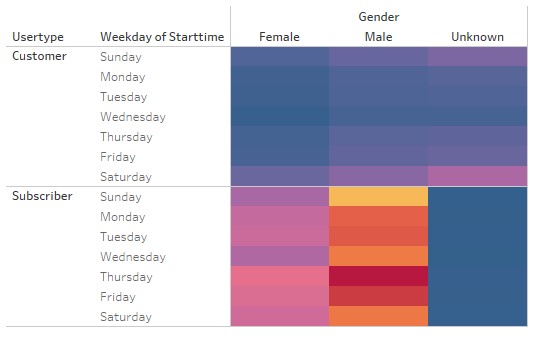 Gender
Usertype Weekday of Starttime Female Male Unknown
Customer Sunday
Monday
Tuesday
Wednesday
Thursday
Friday
Saturday
Subscriber Sunday
Monday
Tuesday
Wednesday
Thursday
Friday
Saturday